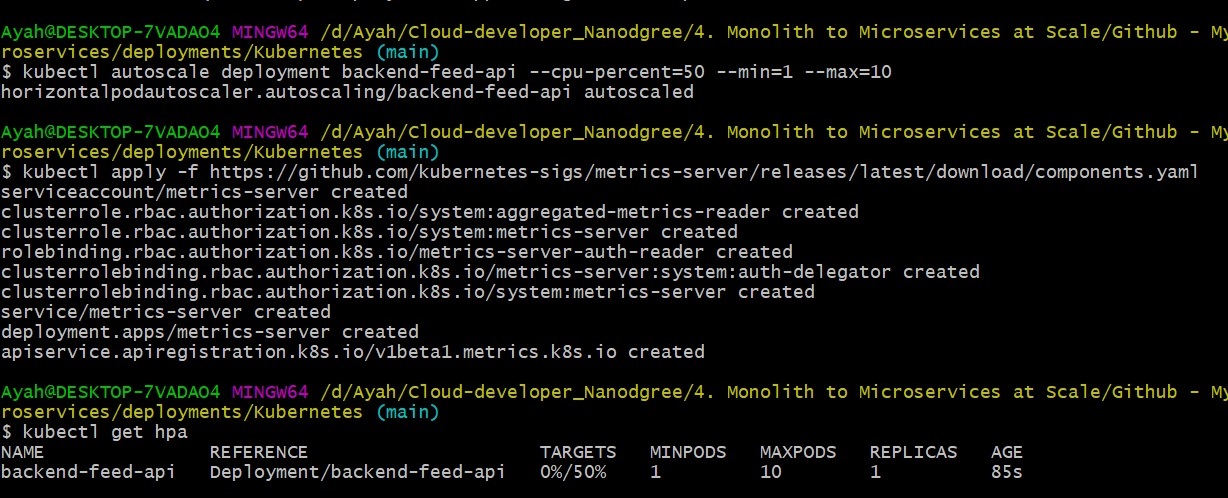 Ayah@DESKTOP-7VADAO4 MINGW64 /d/Ayah/Cloud-developer_Nanodgree/4. Monolith to Microservices at Scale/Github - My
roservices/deployments/Kubernetes (main)
$ kubectl autoscale deployment backend-feed-api --cpu-percent=50 --min=1 --max=10
horizontalpodautoscaler.autoscaling/backend-feed-api autoscaled
Ayah@DESKTOP-7VADAO4 MINGW64 /d/Ayah/Cloud-developer_Nanodgree/4. Monolith to Microservices at Scale/Github - My
roservices/deployments/Kubernetes (main)
$ kubectl apply -f https://github.com/kubernetes-sigs/metrics-server/releases/latest/download/components.yaml
serviceaccount/metrics-server created
clusterrole.rbac.authorization.k8s.io/system:aggregated-metrics-reader created
clusterrole.rbac.authorization.k8s.io/system:metrics-server created
rolebinding.rbac.authorization.k8s.io/metrics-server-auth-reader created
clusterrolebinding.rbac.authorization.k8s.io/metrics-server:system:auth-delegator created
clusterrolebinding.rbac.authorization.k8s.io/system:metrics-server created
service/metrics-server created
deployment.apps/metrics-server created
apiservice.apiregistration.k8s.io/v1beta1.metrics.k8s.io created
Ayah@DESKTOP-7VADAO4 MINGW64 /d/Ayah/Cloud-developer_Nanodgree/4. Monolith to Microservices at Scale/Github - My
roservices/deployments/Kubernetes (main)
$ kubectl get hpa
NAME REFERENCE TARGETS MINPODS MAXPODS REPLICAS AGE
backend-feed-api Deployment/backend-feed-api 0%/50% 1 10 1 85s